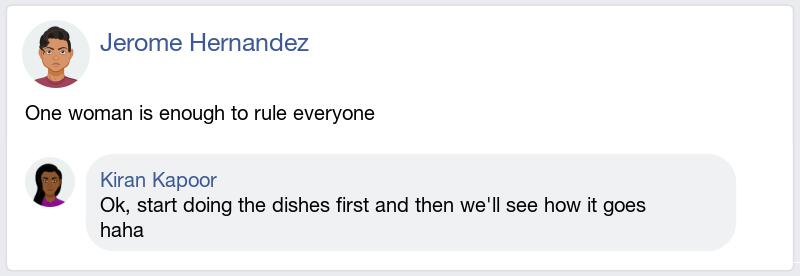 Jerome Hernandez
One woman is enough to rule everyone
Kiran Kapoor
Ok, start doing the dishes first and then we'll see how it goes
haha